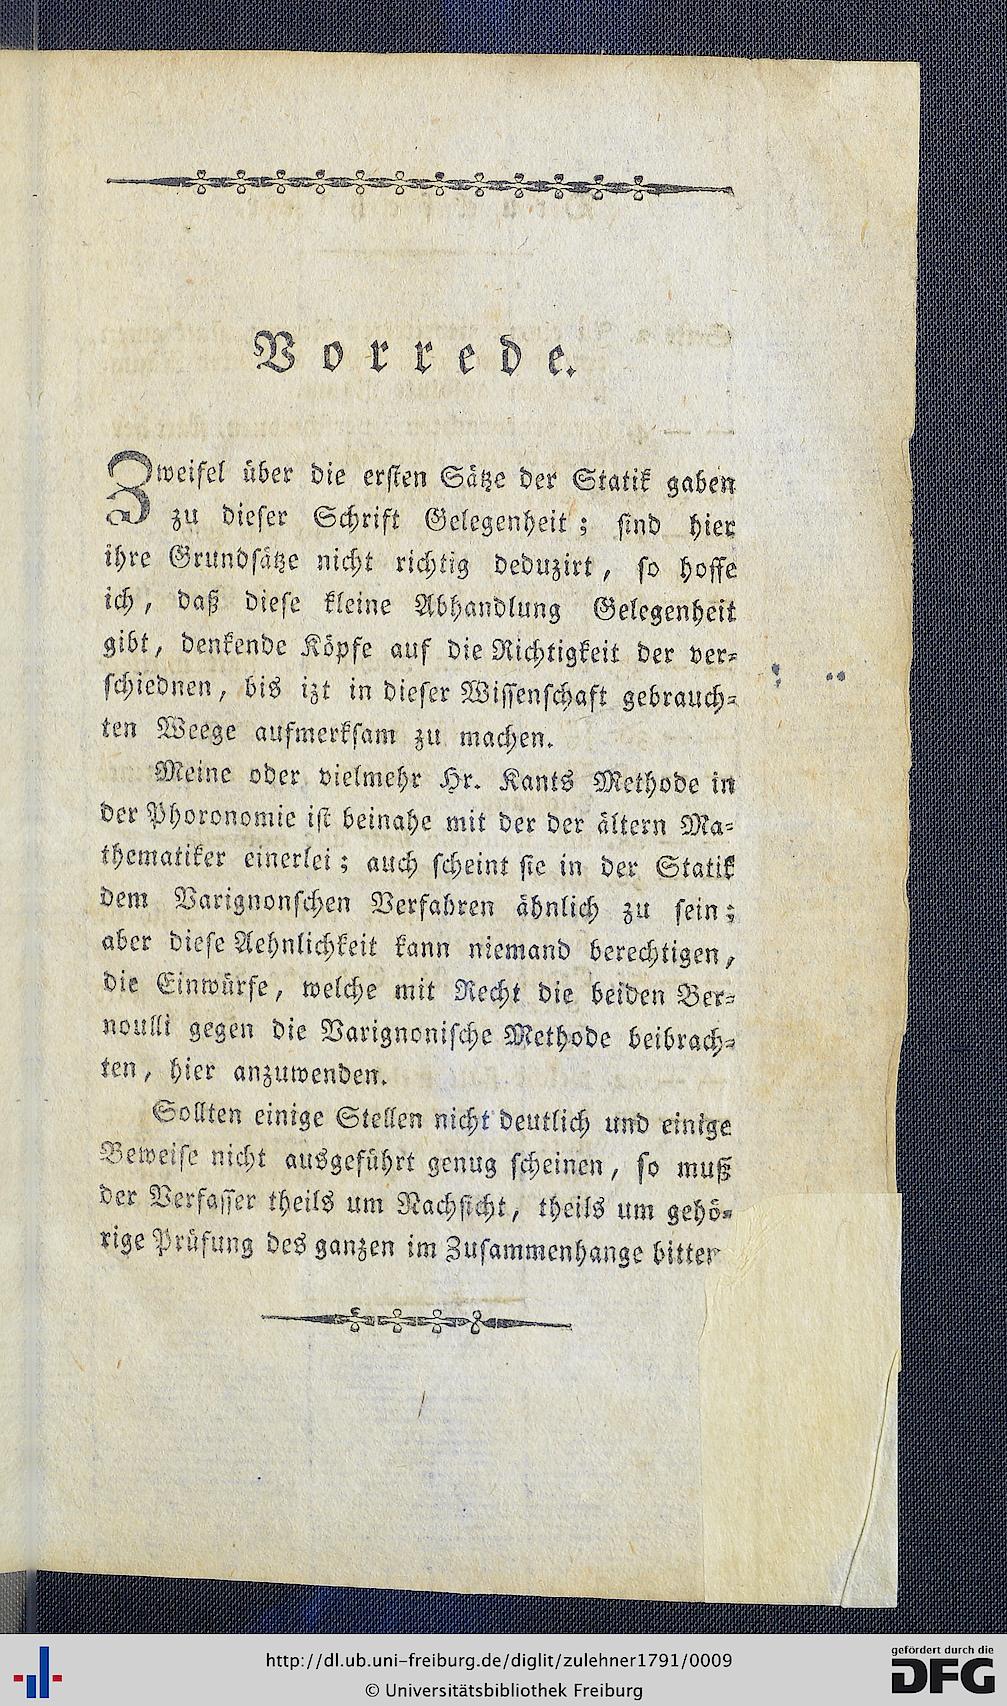 Vorrede.
Zweifel über die ersten Sätze der Statik gaben
zu dieser Schrift Gelegenheit; sind hier
ihre Grundsätze nicht richtig deduzirt, so hoffe
ich, daß diese kleine Abhandlung Gelegenheit
gibt, denkende Köpfe auf die Richtigkeit der ver-
schiednen, bis izt in dieser Wissenschaft gebrauch-
ten Weege aufmerksam zu machen.
Meine oder vielmehr Hr. Kants Methode in
der Phoronomie ist beinahe mit der der ältern Ma-
thematiker einerlei; auch scheint sie in der Statik
dem Varignonschen Verfahren ähnlich zu sein;
aber diese Aehnlichkeit kann niemand berechtigen,
die Einwürfe, welche mit Recht die beiden Ber-
noulli gegen die Varignonische Methode beibrach-
ten, hier anzuwenden.
Sollten einige Stellen nicht deutlich und einige
Beweise nicht ausgeführt genug scheinen, so muß
der Verfasser theils um Nachsicht, theils um gehö-
rige Prüfung des ganzen im Zusammenhange bitten
http://dl.ub.uni-freiburg.de/diglit/zulehner1791/0009
© Universitätsbibliothek Freiburg
gefördert durch die
DFG